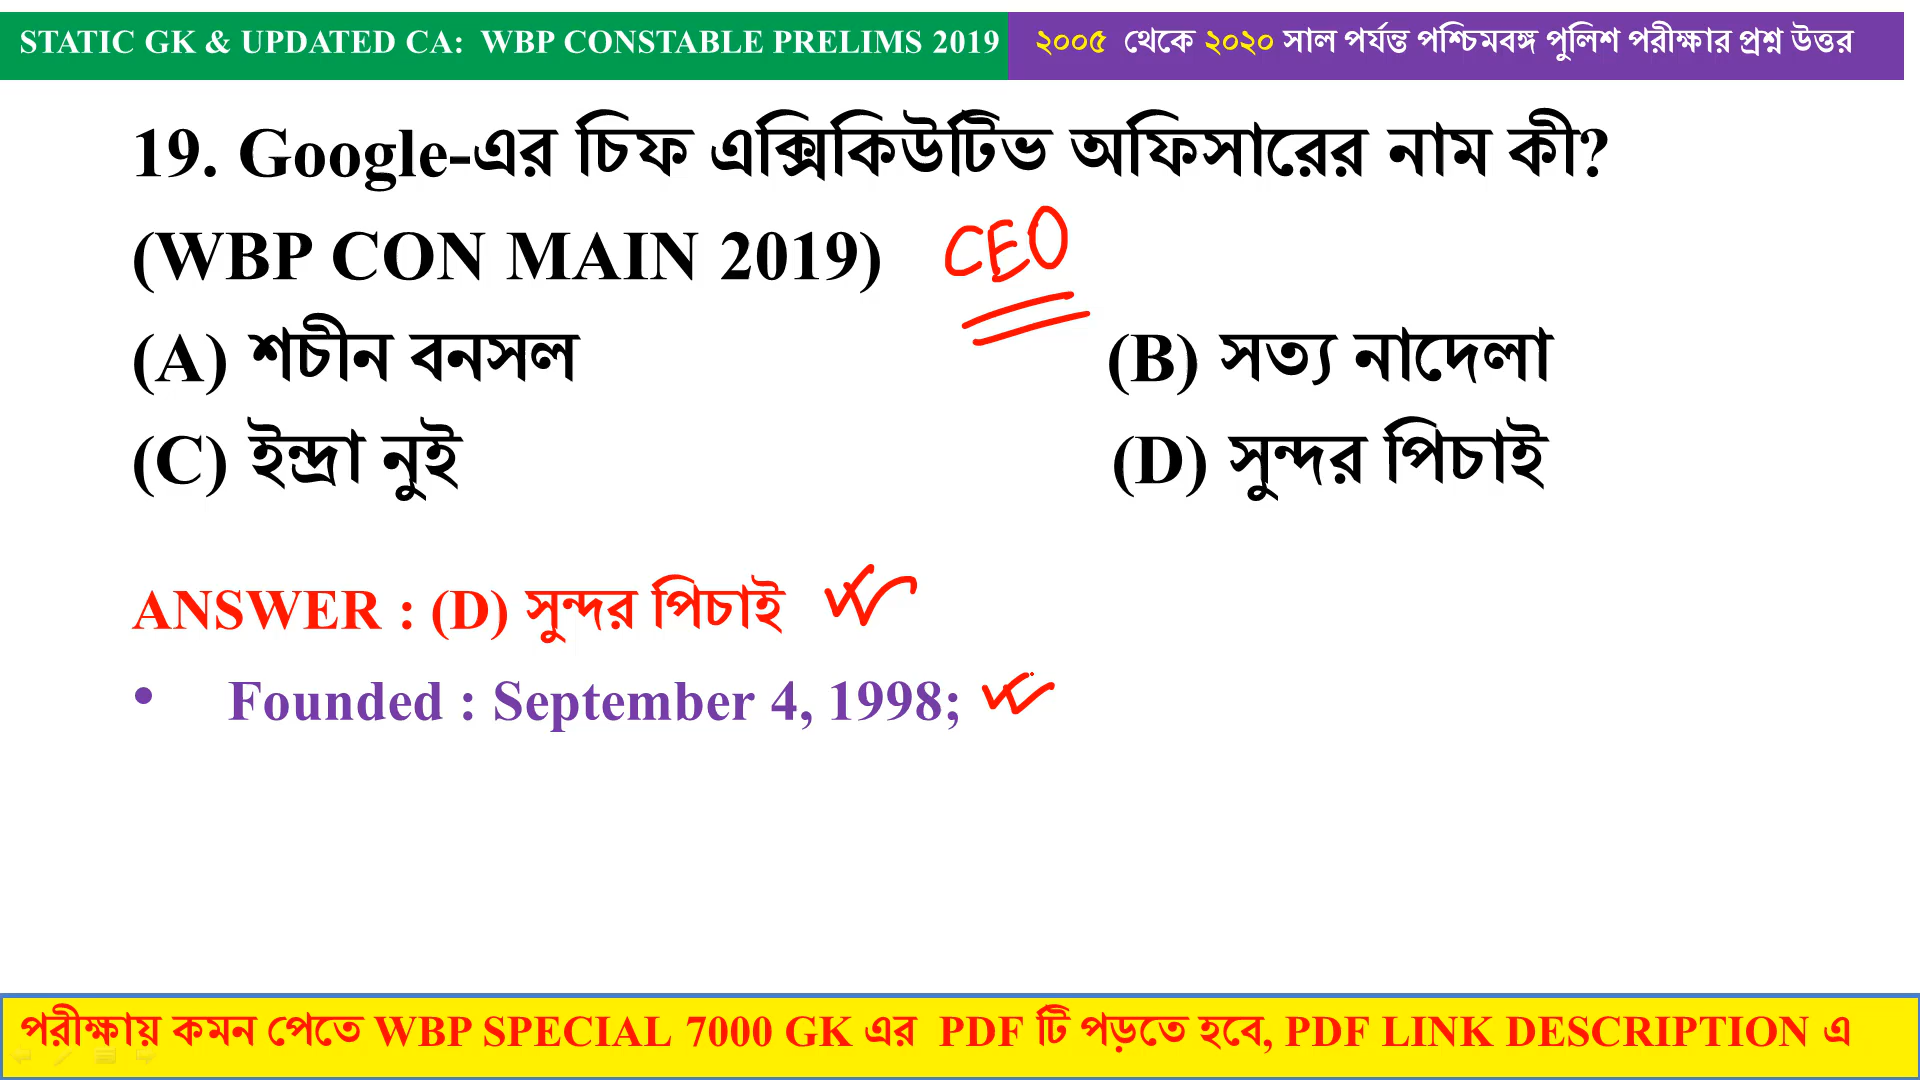 STATIC GK & UPDATED CA: WBP CONSTABLE PRELIMS 2019 ২০০৫ থেকে ২০২০ সাল পর্যন্ত পশ্চিমবঙ্গ পুলিশ পরীক্ষার প্রশ্ন উত্তর
19. Google-এর চিফ এক্সিকিউটিভ অফিসারের নাম কী?
(WBP CON MAIN 2019) CEO
(A) শচীন বনসল (B) সত্য নাদেলা
(C) ইন্দ্রা নুই (D) সুন্দর পিচাই
ANSWER : (D) সুন্দর পিচাই
• Founded : September 4, 1998;
পরীক্ষায় কমন পেতে WBP SPECIAL 7000 GK এর PDF টি পড়তে হবে, PDF LINK DESCRIPTION এ